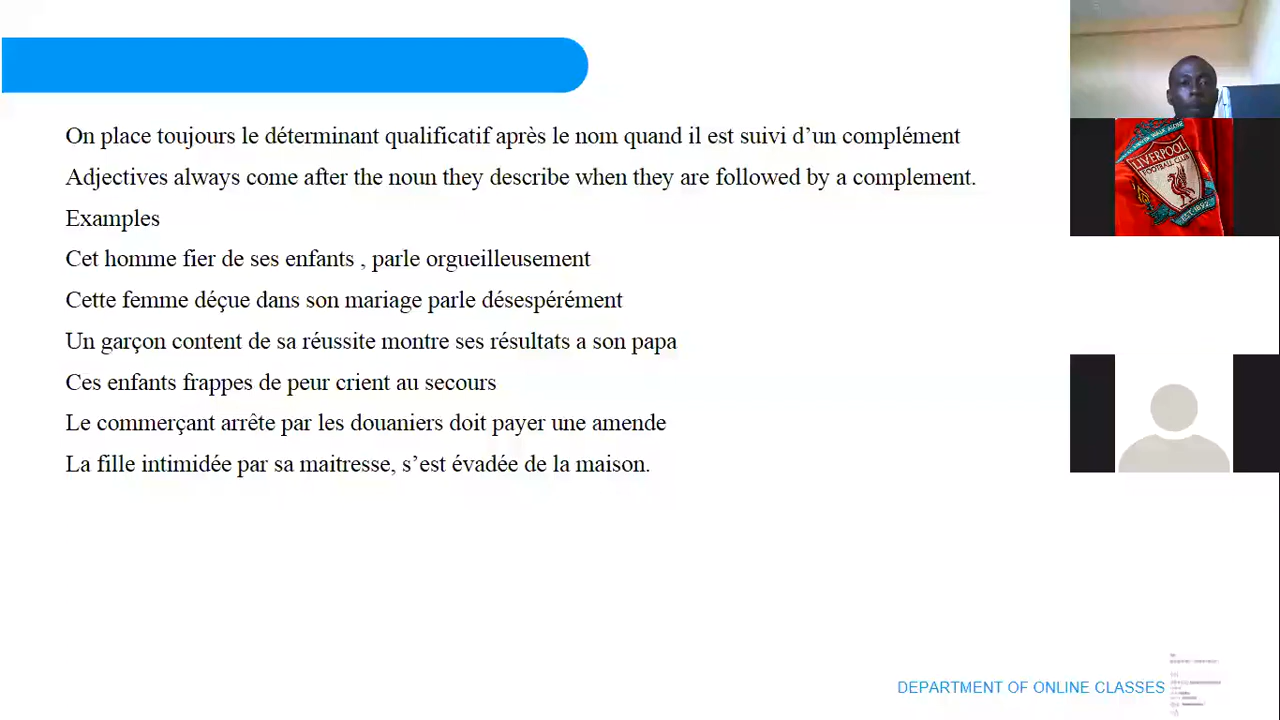 On place toujours le déterminant qualificatif après le nom quand il est suivi d’un complément
Adjectives always come after the noun they describe when they are followed by a complement.
Examples
Cet homme fier de ses enfants , parle orgueilleusement
Cette femme déçue dans son mariage parle désespérément
Un garçon content de sa réussite montre ses résultats a son papa
Ces enfants frappes de peur crient au secours
Le commerçant arrête par les douaniers doit payer une amende
La fille intimidée par sa maitresse, s’est évadée de la maison.
LIVERPOOL
FOOTBALL CLUB
EST·1892
DEPARTMENT OF ONLINE CLASSES